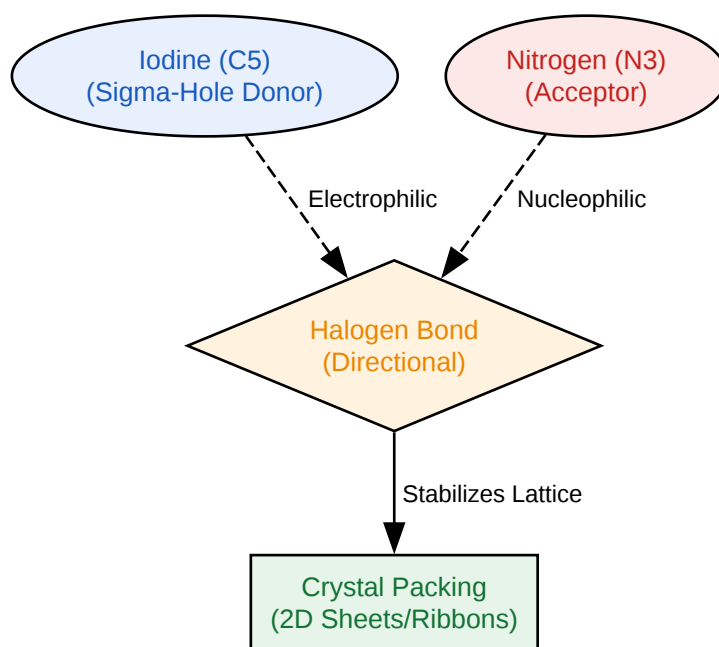 Iodine (C5)
(Sigma-Hole Donor)
Nitrogen (N3)
(Acceptor)
Electrophilic
Nucleophilic
Halogen Bond
(Directional)
Stabilizes Lattice
Crystal Packing
(2D Sheets/Ribbons)